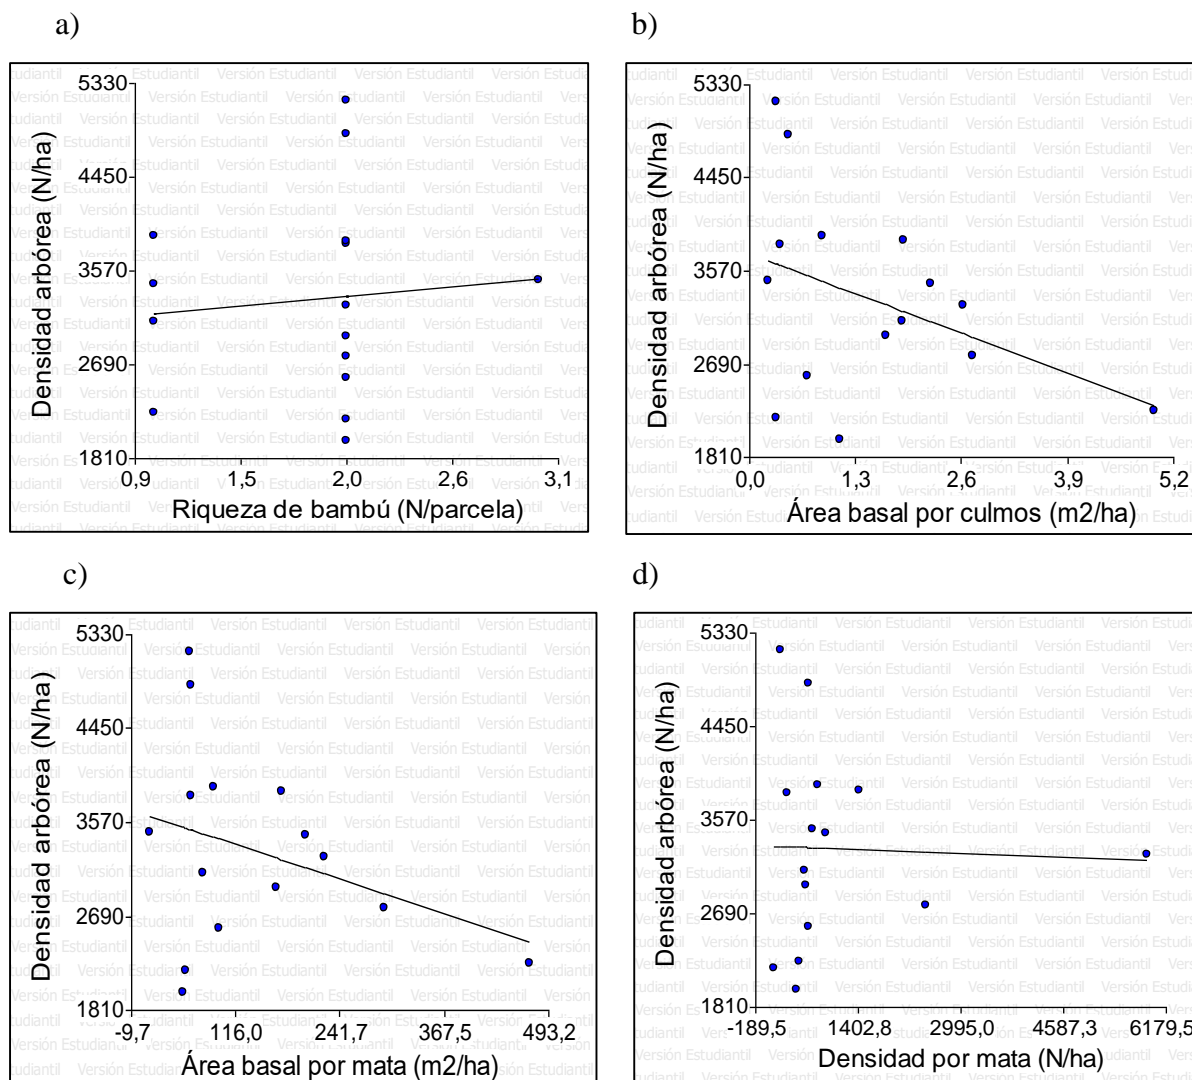 a)
Densidad arbórea (N/ha)
5330
4450
3570
2690
1810
0,9 1,5 2,0 2,6 3,1
Riqueza de bambú (N/parcela)
b)
Densidad arbórea (N/ha)
5330
4450
3570
2690
1810
0,0 1,3 2,6 3,9 5,2
Área basal por culmos (m2/ha)
c)
Densidad arbórea (N/ha)
5330
4450
3570
2690
1810
-9,7 116,0 241,7 367,5 493,2
Área basal por mata (m2/ha)
d)
Densidad arbórea (N/ha)
5330
4450
3570
2690
1810
-189,5 1402,8 2995,0 4587,3 6179,5
Densidad por mata (N/ha)
Versión Estudiantil